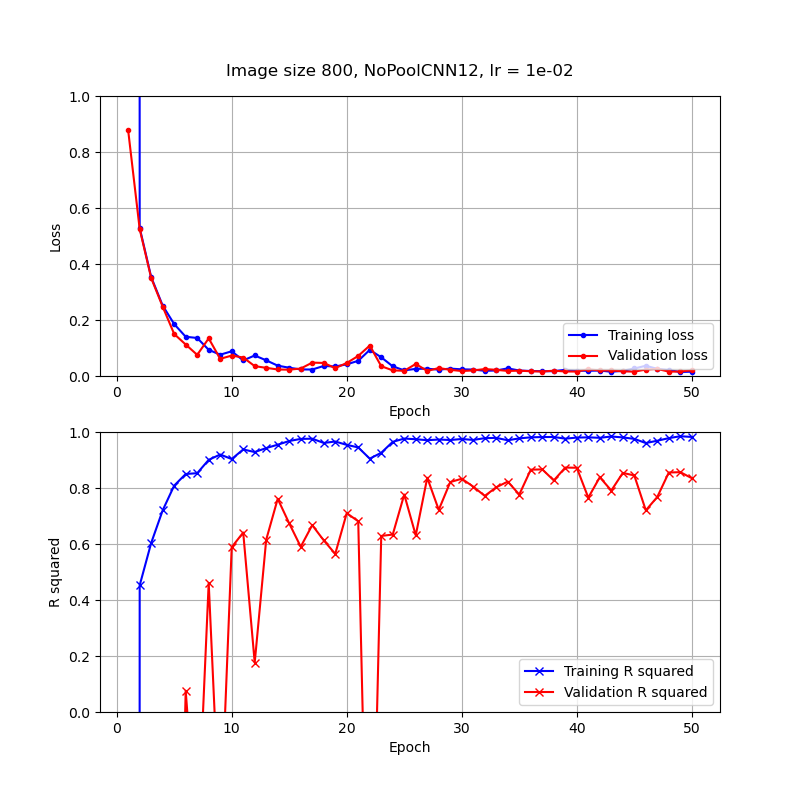 Image size 800, NoPoolCNN12, lr = 1e-02
1.0
0.8
0.6
0.4
0.2
0.0
Loss
Training loss
Validation loss
0 10 20 30 40 50
Epoch
1.0
0.8
0.6
0.4
0.2
0.0
R squared
Training R squared
Validation R squared
0 10 20 30 40 50
Epoch